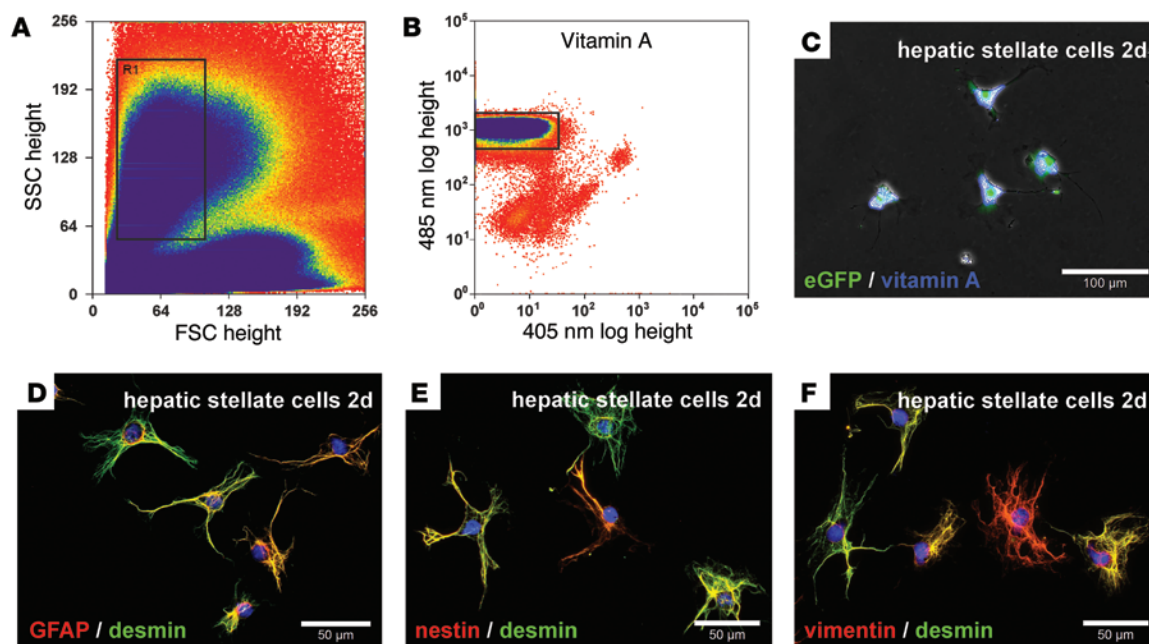 A
256
192
128
64
0
SSC height
R1
0 64 128 192 256
FSC height
B
Vitamin A
10⁵
10⁴
10³
10²
10¹
10⁰
485 nm log height
10⁰ 10¹ 10² 10³ 10⁴ 10⁵
405 nm log height
C
hepatic stellate cells 2d
eGFP / vitamin A
100 µm
D
hepatic stellate cells 2d
GFAP / desmin
50 µm
E
hepatic stellate cells 2d
nestin / desmin
50 µm
F
hepatic stellate cells 2d
vimentin / desmin
50 µm